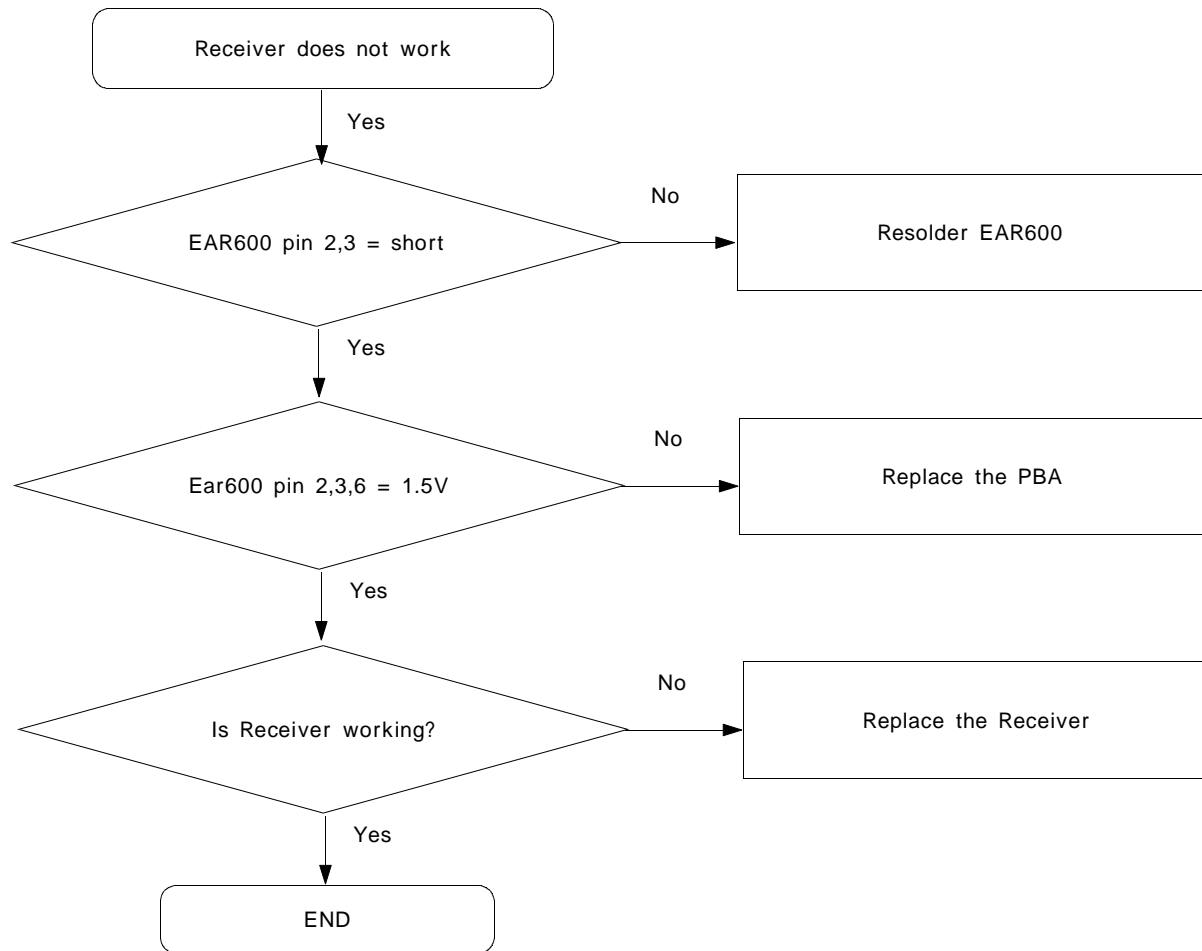 Receiver does not work
Yes
EAR600 pin 2,3 = short
No
Resolder EAR600
Yes
Ear600 pin 2,3,6 = 1.5V
No
Replace the PBA
Yes
Is Receiver working?
No
Replace the Receiver
Yes
END